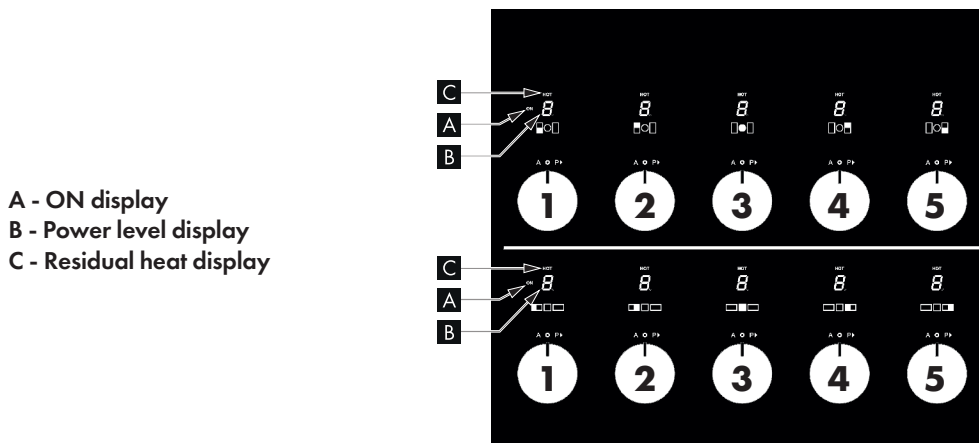 A - ON display
B - Power level display
C - Residual heat display
C
HOT HOT HOT HOT HOT
A
ON
8 8 8 8 8
B
A O P A O P A O P A O P A O P
1 2 3 4 5
C
HOT HOT HOT HOT HOT
A
ON
8 8 8 8 8
B
A O P A O P A O P A O P A O P
1 2 3 4 5